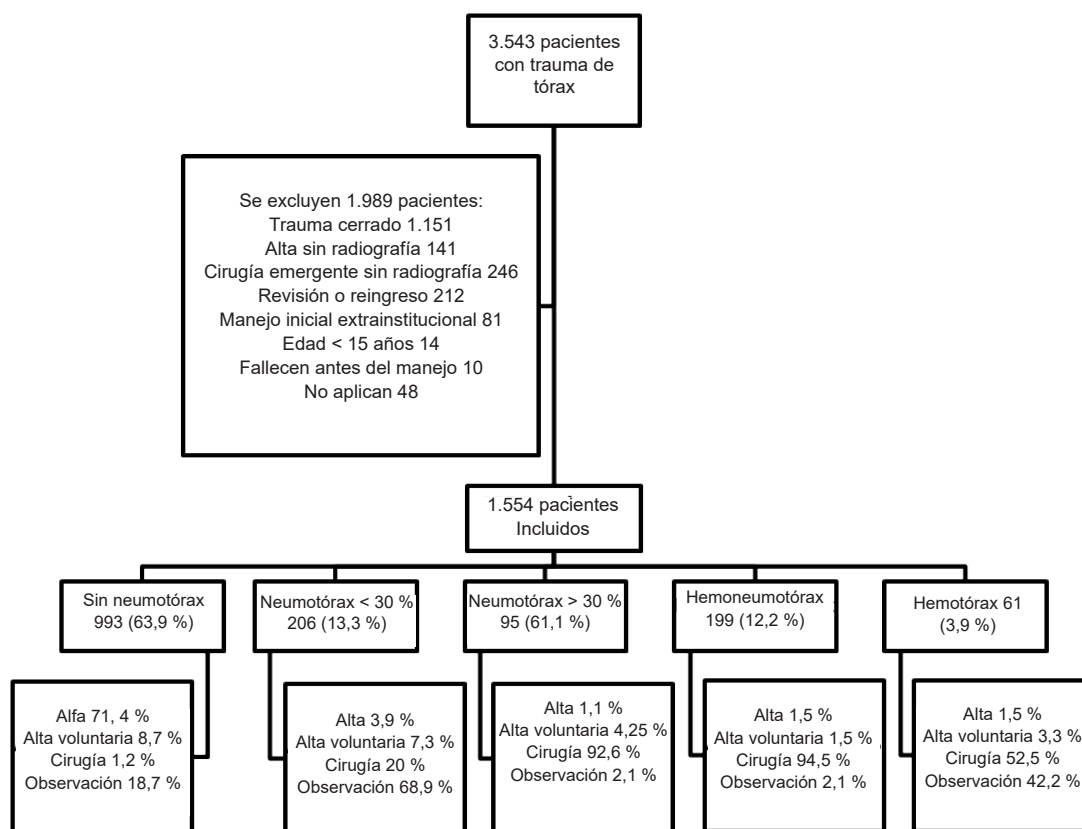 3.543 pacientes
con trauma de
tórax
Se excluyen 1.989 pacientes:
Trauma cerrado 1.151
Alta sin radiografía 141
Cirugía emergente sin radiografía 246
Revisión o reingreso 212
Manejo inicial extrainstitucional 81
Edad < 15 años 14
Fallecen antes del manejo 10
No aplican 48
1.554 pacientes
Incluidos
Sin neumotórax
993 (63,9 %)
Neumotórax < 30 %
206 (13,3 %)
Neumotórax > 30 %
95 (61,1 %)
Hemoneumotórax
199 (12,2 %)
Hemotórax 61
(3,9 %)
Alfa 71, 4 %
Alta voluntaria 8,7 %
Cirugía 1,2 %
Observación 18,7 %
Alta 3,9 %
Alta voluntaria 7,3 %
Cirugía 20 %
Observación 68,9 %
Alta 1,1 %
Alta voluntaria 4,25 %
Cirugía 92,6 %
Observación 2,1 %
Alta 1,5 %
Alta voluntaria 1,5 %
Cirugía 94,5 %
Observación 2,1 %
Alta 1,5 %
Alta voluntaria 3,3 %
Cirugía 52,5 %
Observación 42,2 %